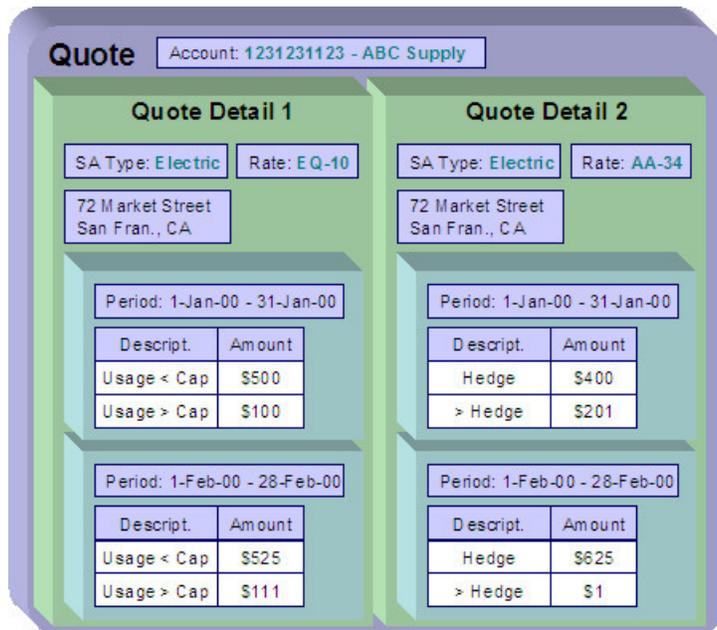 Quote
Account: 1231231123 - ABC Supply
Quote Detail 1
SA Type: Electric
Rate: EQ-10
72 Market Street
San Fran., CA
Period: 1-Jan-00 - 31-Jan-00
Descript. Amount
Usage < Cap $500
Usage > Cap $100
Period: 1-Feb-00 - 28-Feb-00
Descript. Amount
Usage < Cap $525
Usage > Cap $111
Quote Detail 2
SA Type: Electric
Rate: AA-34
72 Market Street
San Fran., CA
Period: 1-Jan-00 - 31-Jan-00
Descript. Amount
Hedge $400
> Hedge $201
Period: 1-Feb-00 - 28-Feb-00
Descript. Amount
Hedge $625
> Hedge $1